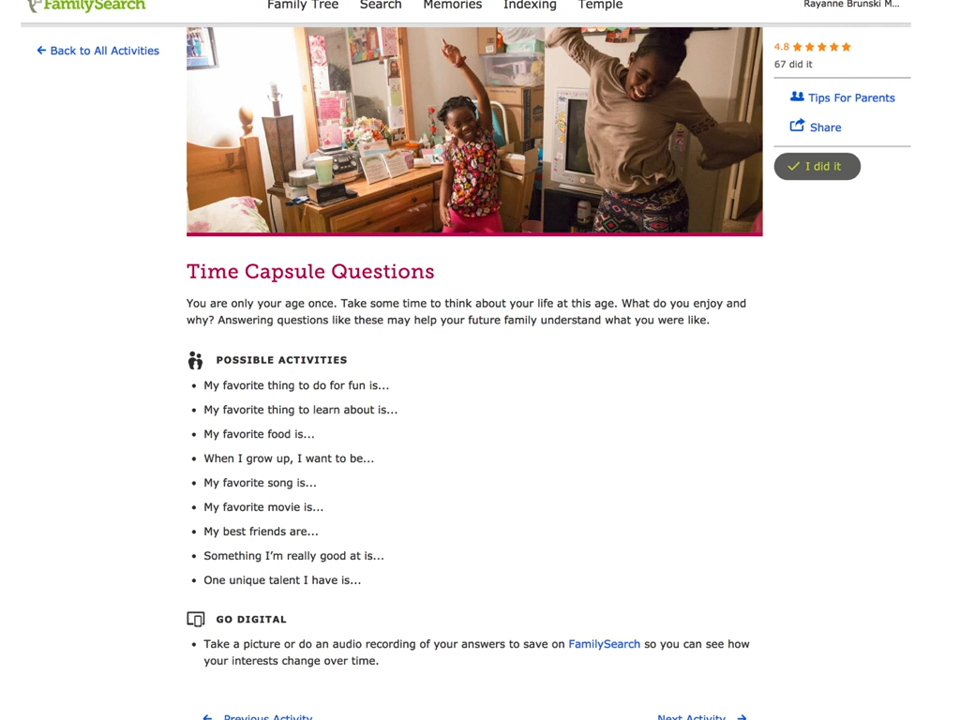 FamilySearch
Family Tree Search Memories Indexing Temple
Rayanne Brunski M...
← Back to All Activities
4.8
67 did it
Tips For Parents
Share
I did it
Time Capsule Questions
You are only your age once. Take some time to think about your life at this age. What do you enjoy and
why? Answering questions like these may help your future family understand what you were like.
POSSIBLE ACTIVITIES
• My favorite thing to do for fun is...
• My favorite thing to learn about is...
• My favorite food is...
• When I grow up, I want to be...
• My favorite song is...
• My favorite movie is...
• My best friends are...
• Something I'm really good at is...
• One unique talent I have is...
GO DIGITAL
• Take a picture or do an audio recording of your answers to save on FamilySearch so you can see how
your interests change over time.
← Previous Activity
Next Activity →